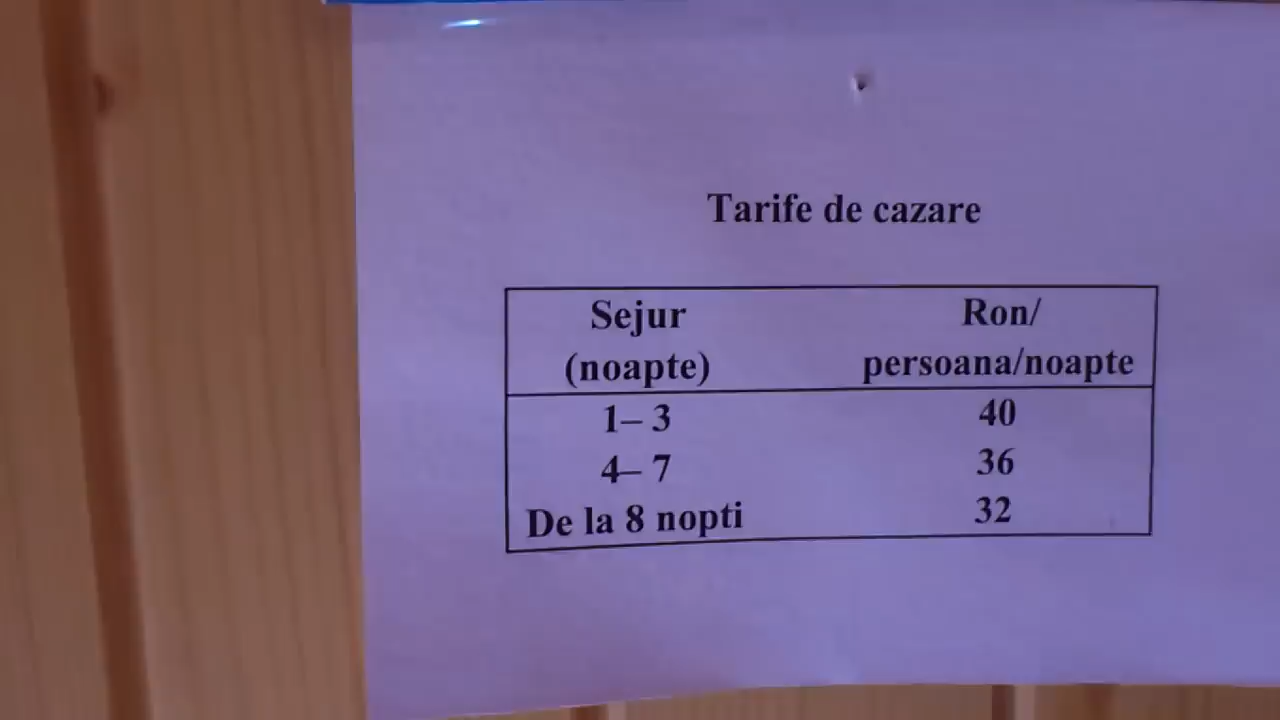 Tarife de cazare
Sejur Ron/
(noapte) persoana/noapte
1– 3 40
4– 7 36
De la 8 nopti 32